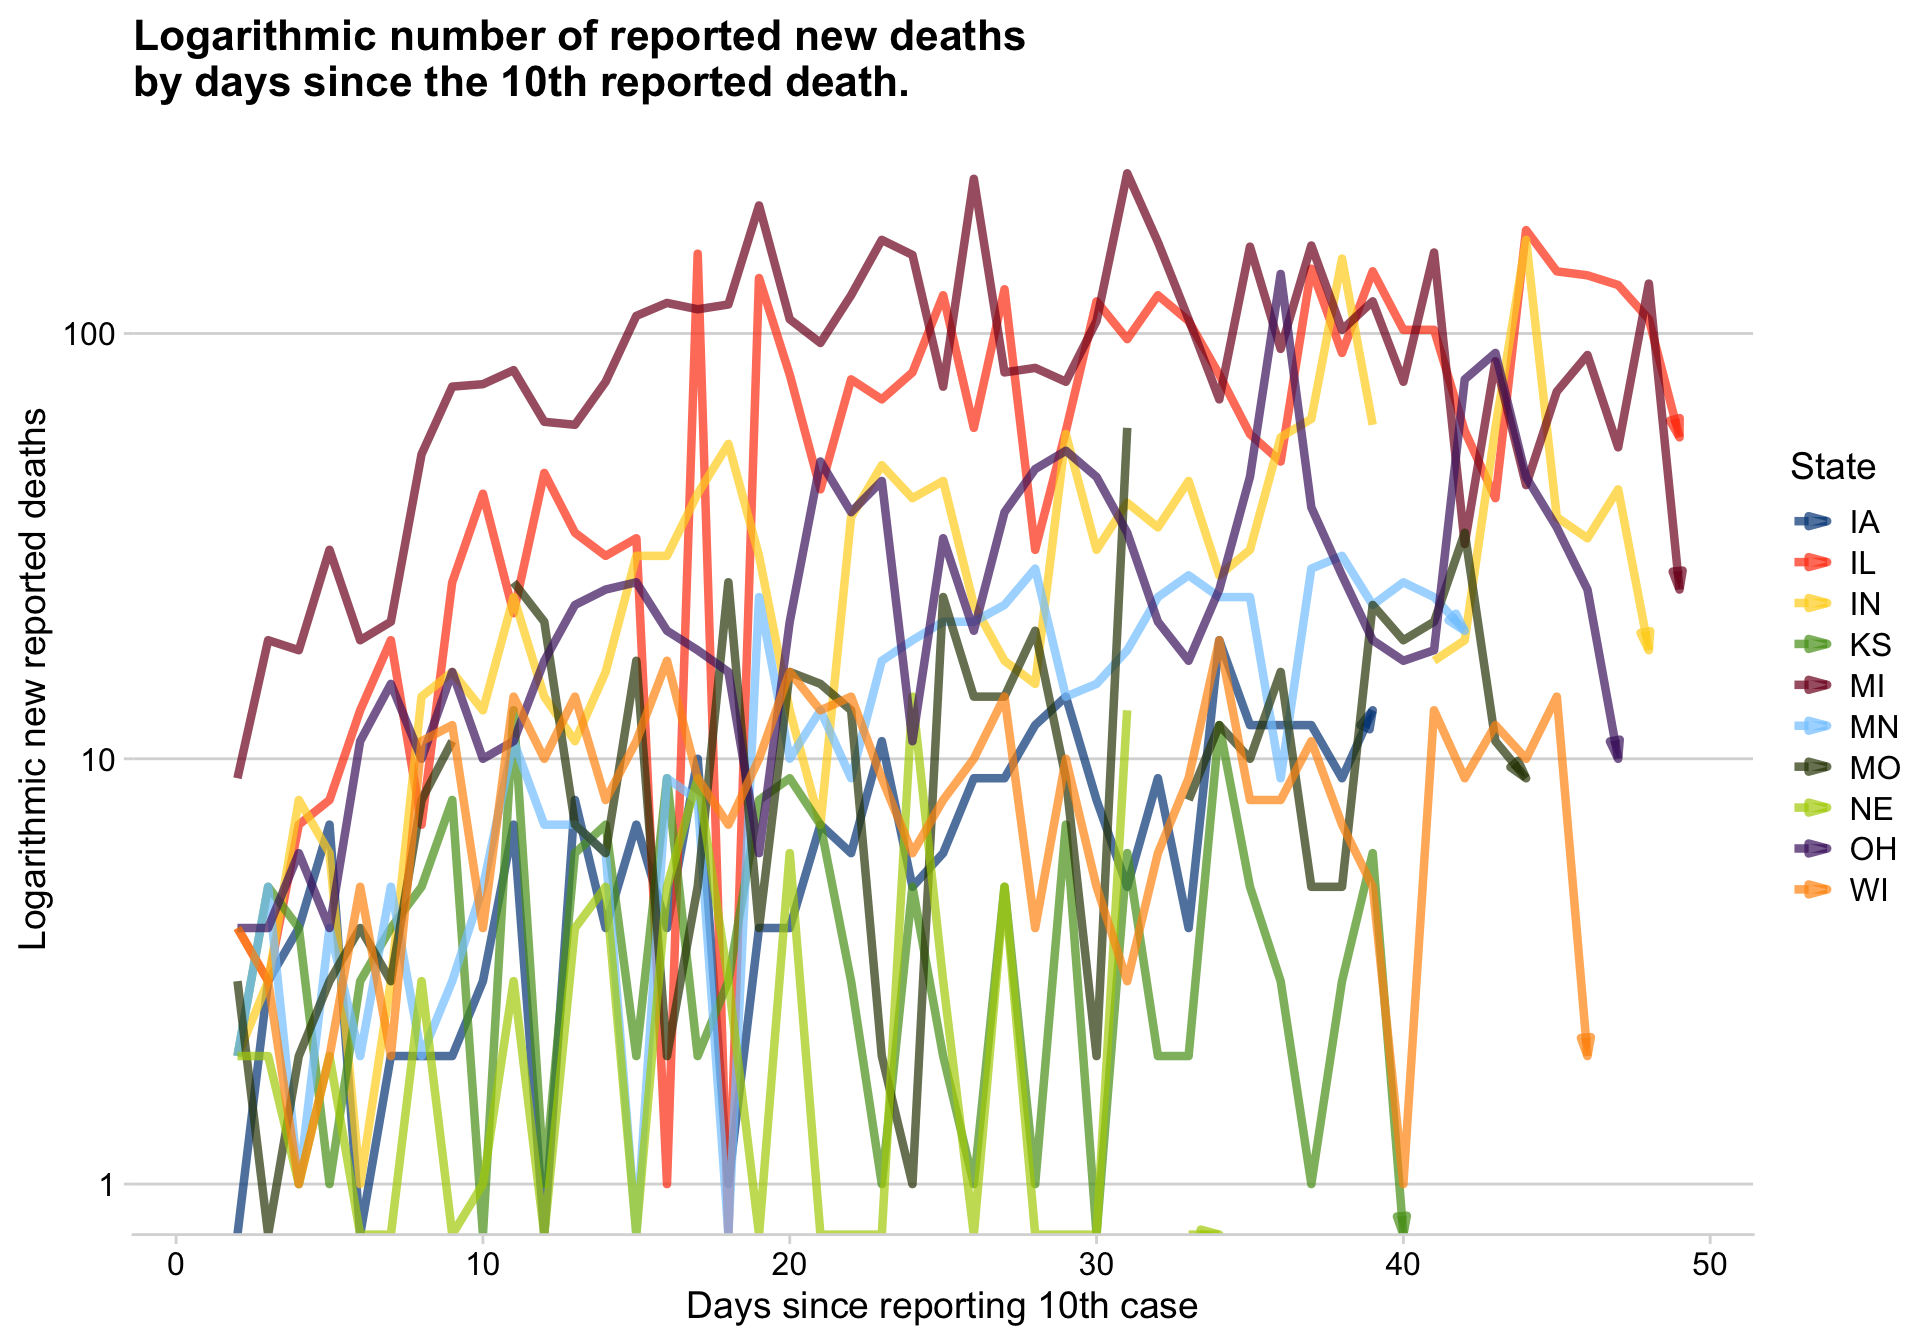 Logarithmic number of reported new deaths
by days since the 10th reported death.
Logarithmic new reported deaths
100
10
1
0
10
20
30
40
50
Days since reporting 10th case
State
IA
IL
IN
KS
MI
MN
MO
NE
OH
WI